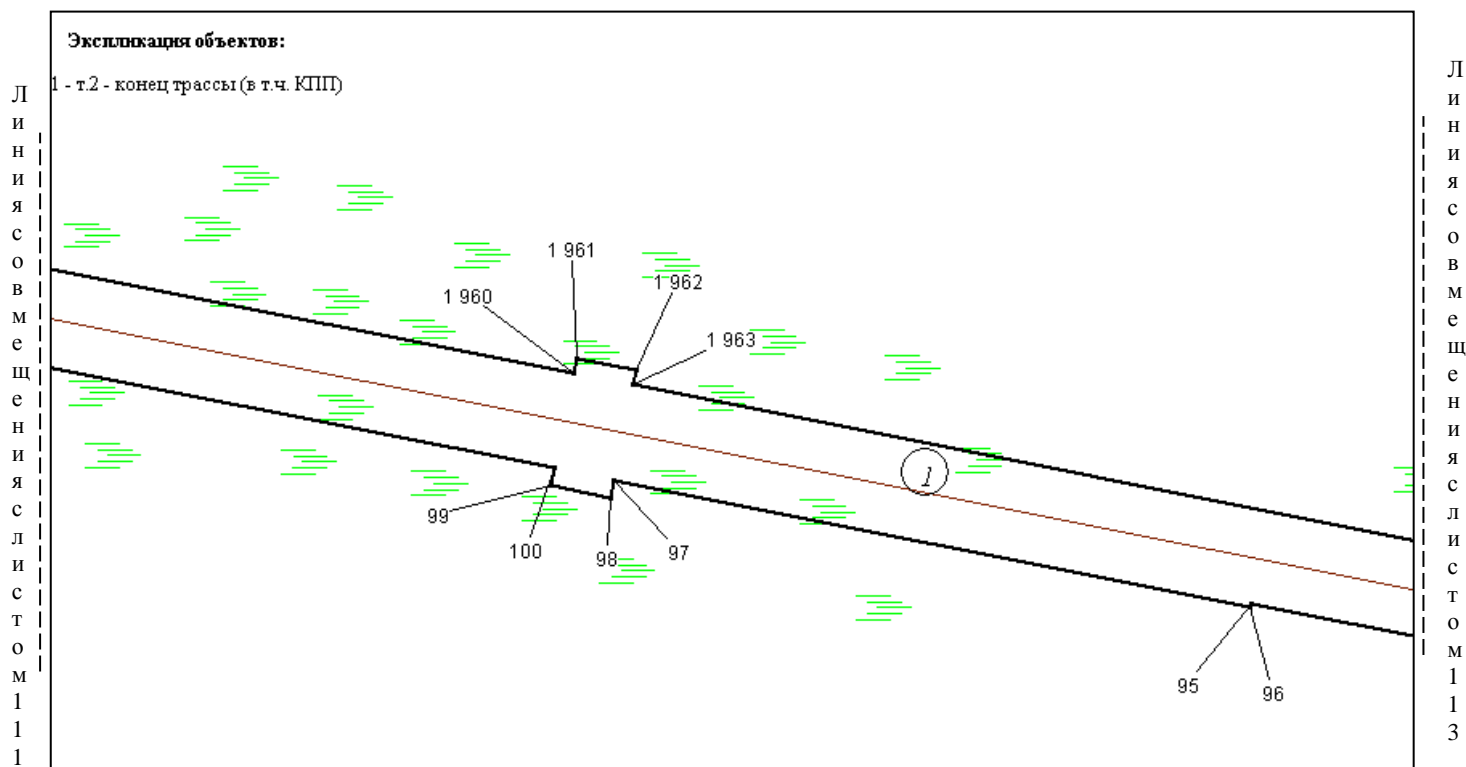 Экспликация объектов:
1 - т.2 - конец трассы (в т.ч. КПП)
Линия совмещения с листом 111
Линия совмещения с листом 113
1 961
1 962
1 960
1 963
1
99
100
98
97
95
96